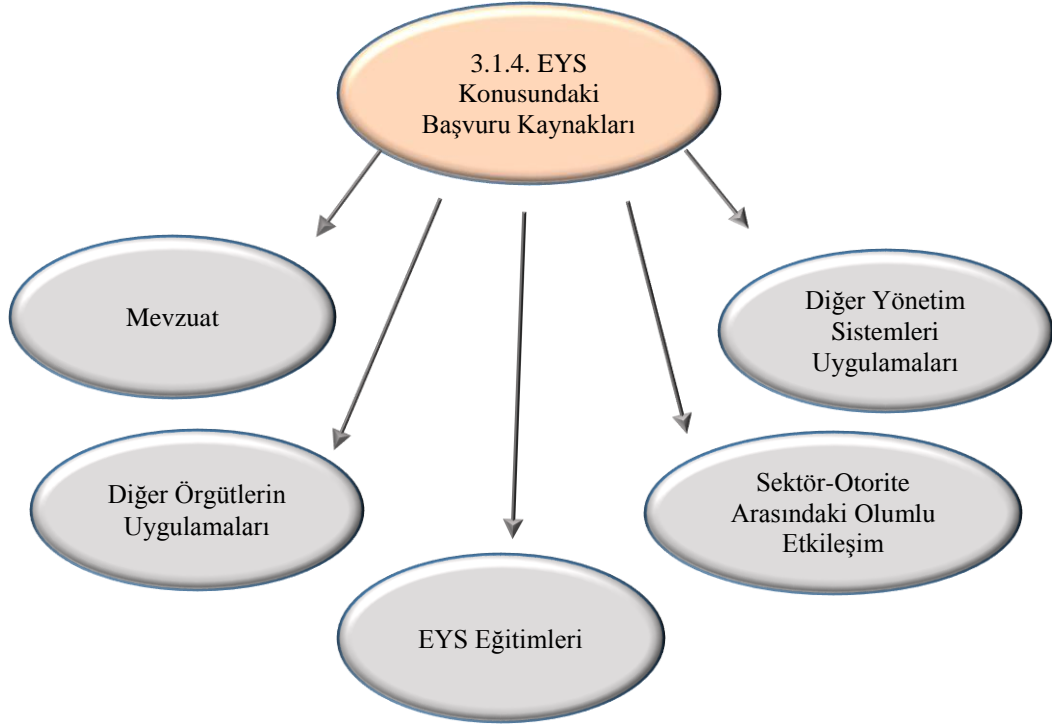 3.1.4. EYS
Konusundaki
Başvuru Kaynakları
Mevzuat
Diğer Yönetim
Sistemleri
Uygulamaları
Diğer Örgütlerin
Uygulamaları
Sektör-Otorite
Arasındaki Olumlu
Etkileşim
EYS Eğitimleri